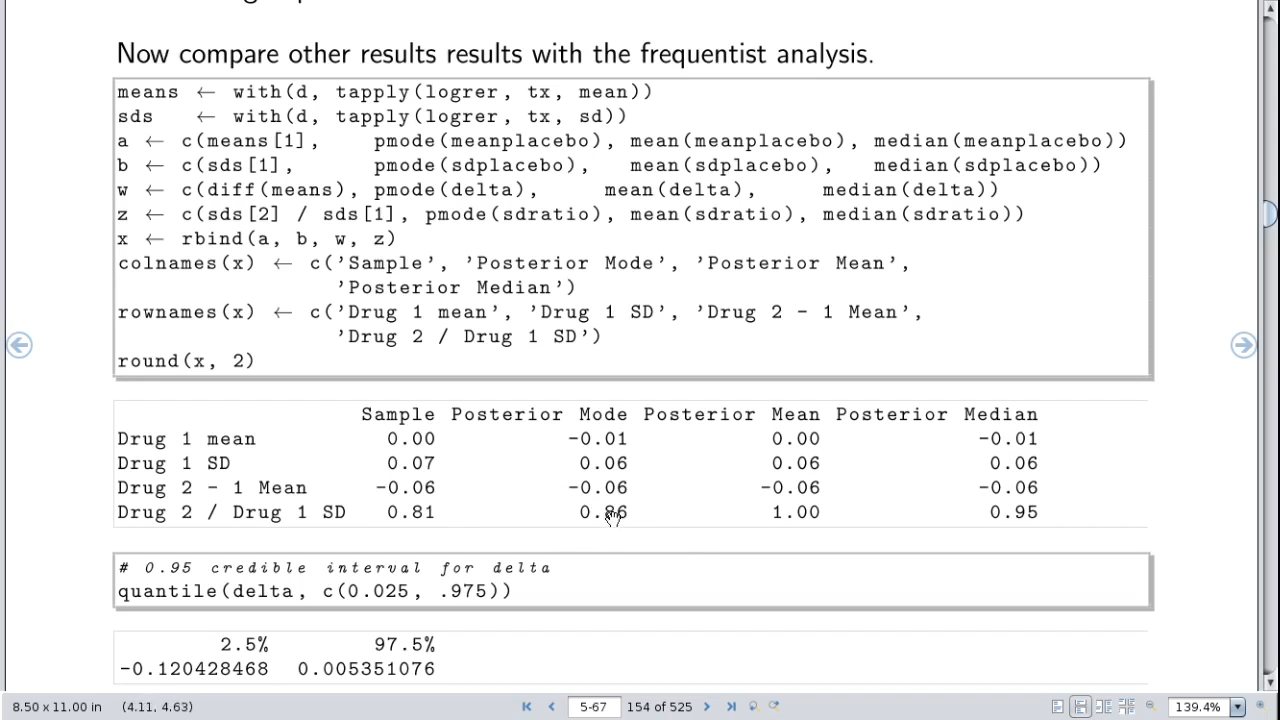 Now compare other results results with the frequentist analysis.
means ← with(d, tapply(logrer, tx, mean))
sds ← with(d, tapply(logrer, tx, sd))
a ← c(means[1], pmode(meanplacebo), mean(meanplacebo), median(meanplacebo))
b ← c(sds[1], pmode(sdplacebo), mean(sdplacebo), median(sdplacebo))
w ← c(diff(means), pmode(delta), mean(delta), median(delta))
z ← c(sds[2] / sds[1], pmode(sdratio), mean(sdratio), median(sdratio))
x ← rbind(a, b, w, z)
colnames(x) ← c('Sample', 'Posterior Mode', 'Posterior Mean',
'Posterior Median')
rownames(x) ← c('Drug 1 mean', 'Drug 1 SD', 'Drug 2 - 1 Mean',
'Drug 2 / Drug 1 SD')
round(x, 2)
Sample Posterior Mode Posterior Mean Posterior Median
Drug 1 mean 0.00 -0.01 0.00 -0.01
Drug 1 SD 0.07 0.06 0.06 0.06
Drug 2 - 1 Mean -0.06 -0.06 -0.06 -0.06
Drug 2 / Drug 1 SD 0.81 0.86 1.00 0.95
# 0.95 credible interval for delta
quantile(delta, c(0.025, .975))
2.5% 97.5%
-0.120428468 0.005351076
8.50 x 11.00 in (4.11, 4.63) 5-67 154 of 525 139.4%